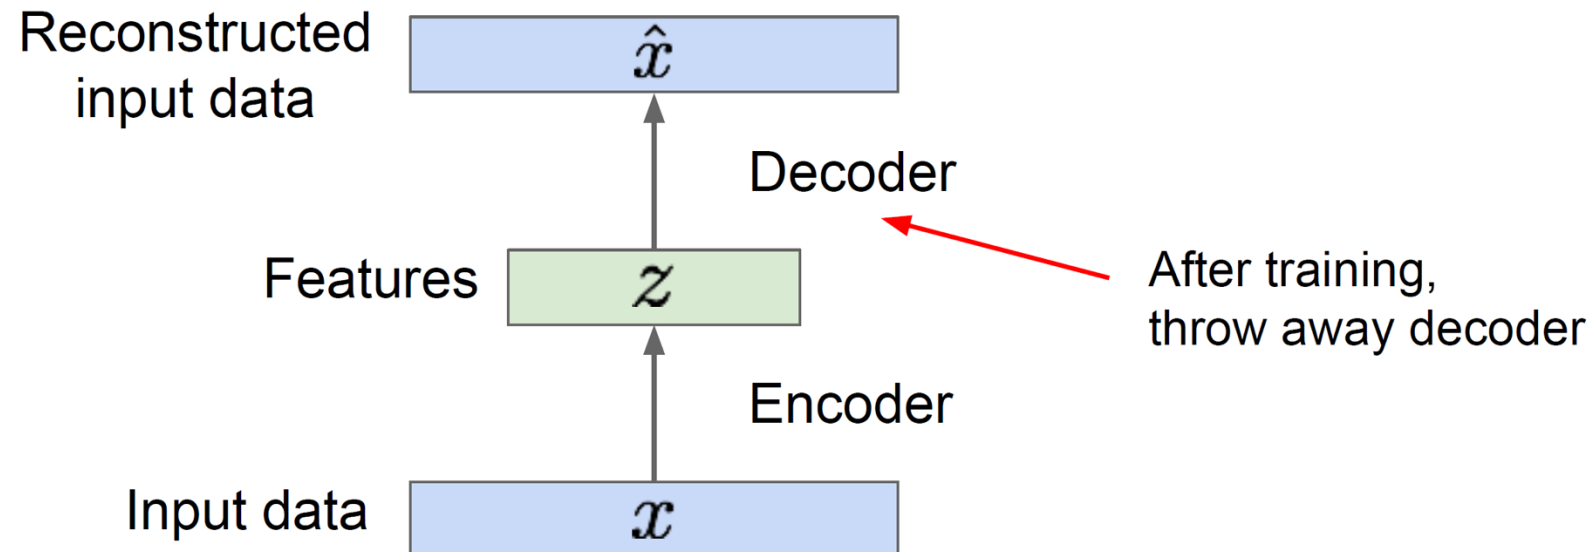 Reconstructed
input data
x̂
Decoder
Features
z
After training,
throw away decoder
Encoder
Input data
x